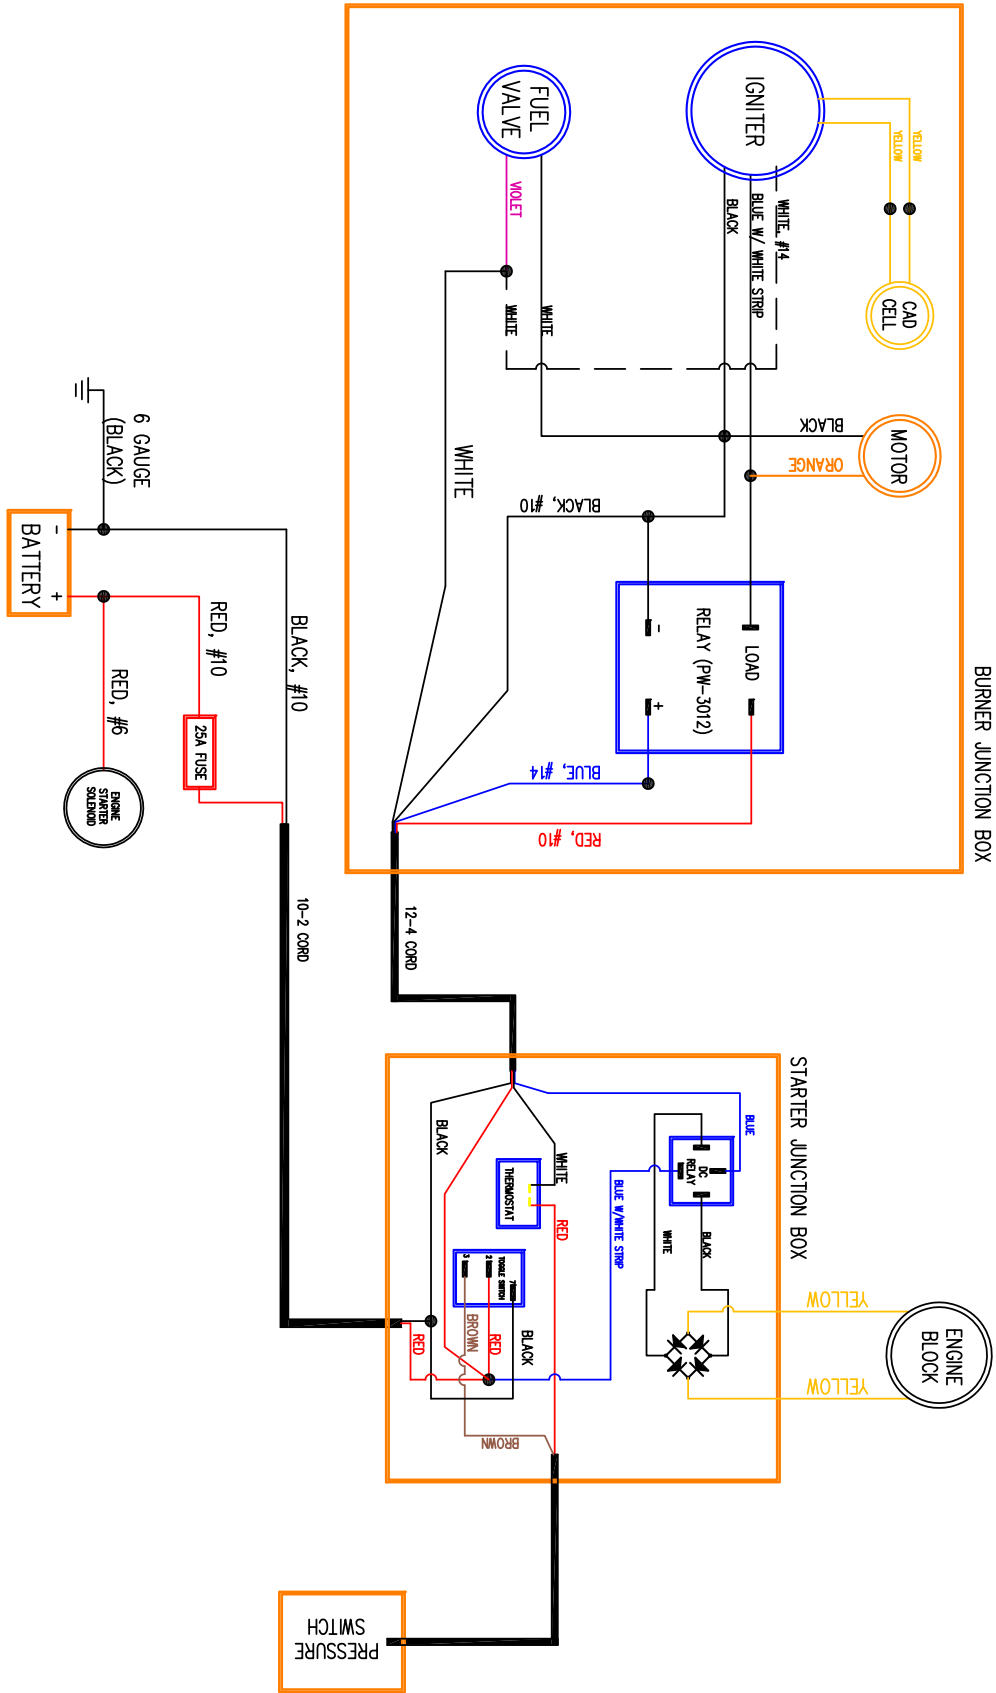 BURNER JUNCTION BOX
IGNITER
FUEL
VALVE
YELLOW
YELLOW
CAD
CELL
WHITE, #14
BLUE W/ WHITE STRIP
BLACK
VIOLET
WHITE
WHITE
MOTOR
BLACK
ORANGE
WHITE
BLACK, #10
RELAY (PW-3012)
LOAD
-
+
BLUE, #14
RED, #10
6 GAUGE
(BLACK)
BATTERY
-
+
RED, #10
RED, #6
BLACK, #10
25A FUSE
ENGINE
STARTER
SOLENOID
10-2 CORD
12-4 CORD
STARTER JUNCTION BOX
BLUE
DC
RELAY
BLACK
WHITE
BLUE W/WHITE STRIP
BLACK
WHITE
THERMOSTAT
RED
TOGGLE SWITCH
7
2
3
BLACK
RED
BROWN
RED
BROWN
YELLOW
YELLOW
ENGINE
BLOCK
PRESSURE
SWITCH